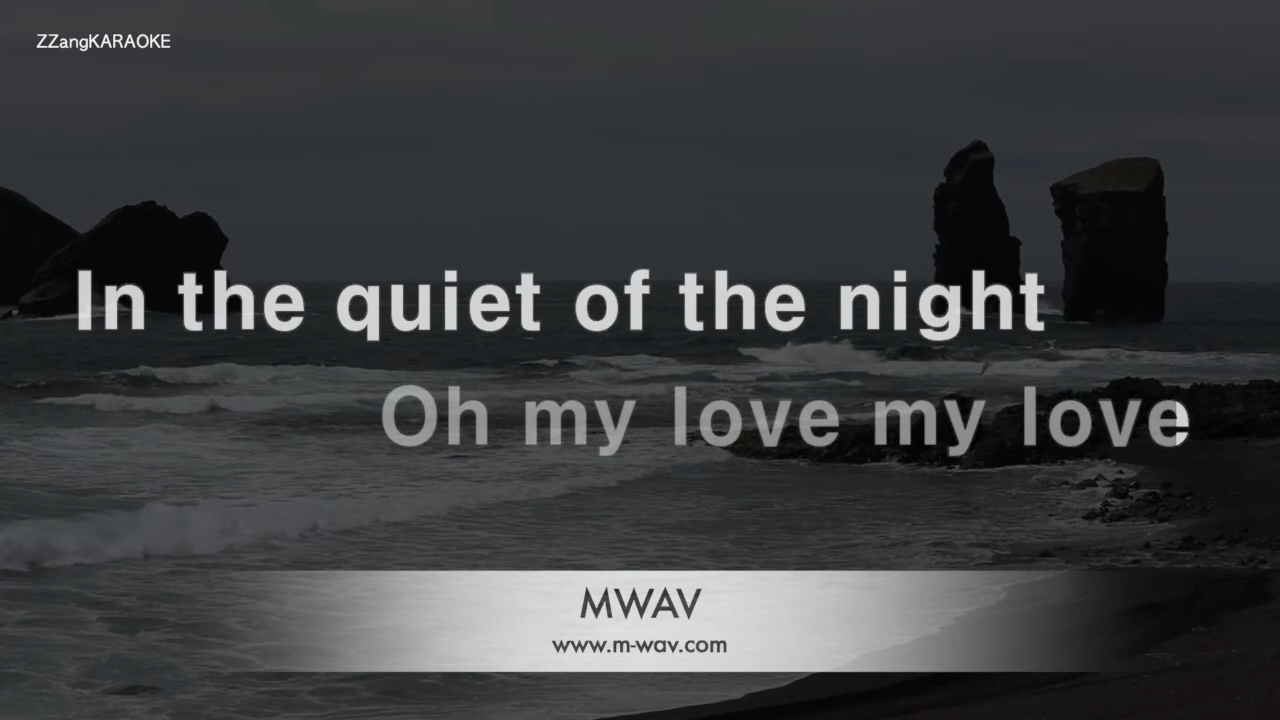 ZZangKARAOKE
In the quiet of the night
Oh my love my love
MWAV
www.m-wav.com